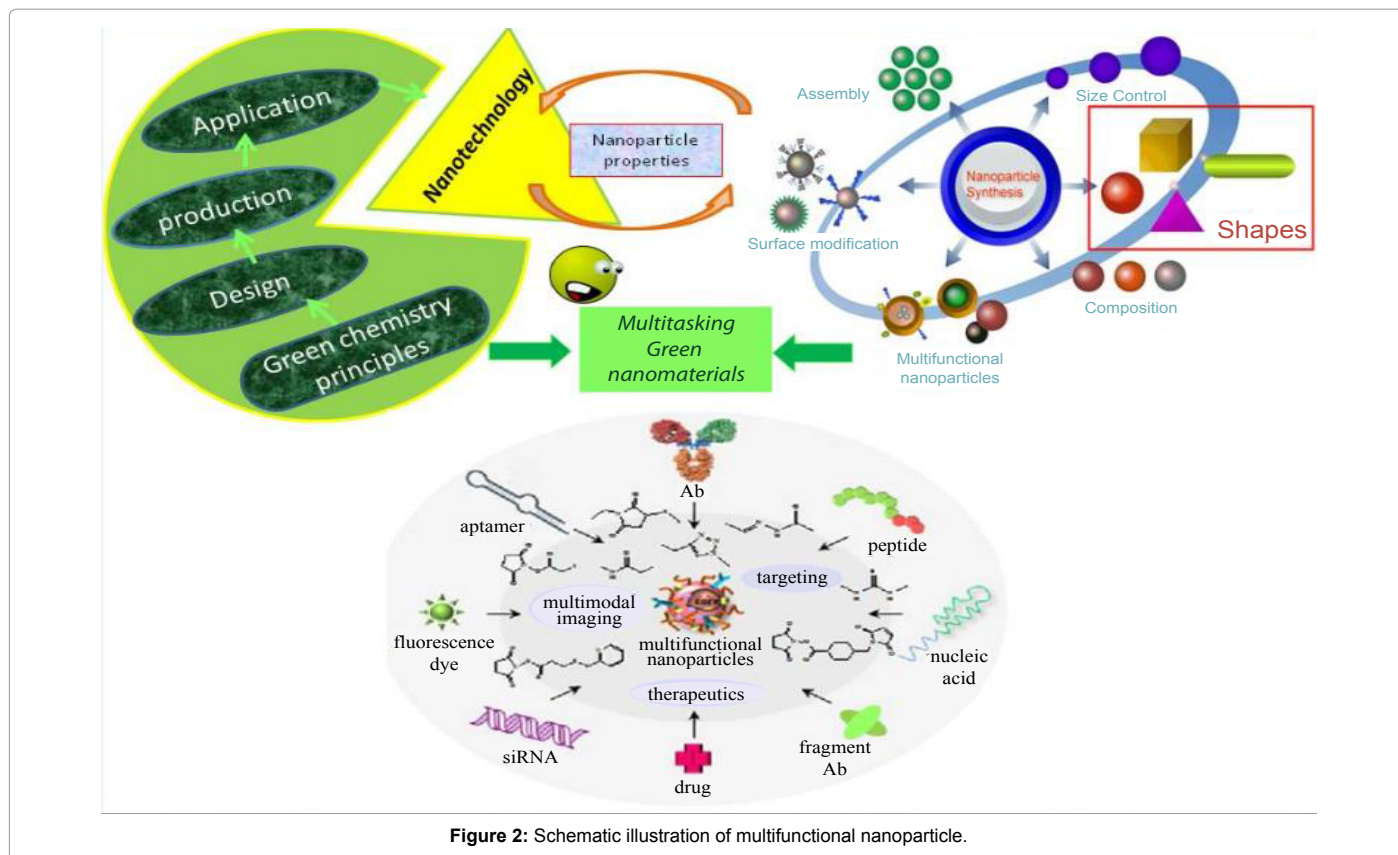 Application
production
Design
Green chemistry
principles
Nanotechnology
Nanoparticle
properties
Assembly
Size Control
Nanoparticle
Synthesis
Shapes
Surface modification
Composition
Multifunctional
nanoparticles
Multitasking
Green
nanomaterials
Ab
aptamer
peptide
targeting
multimodal
imaging
fluorescence
dye
multifunctional
nanoparticles
nucleic
acid
therapeutics
siRNA
drug
fragment
Ab
Figure 2: Schematic illustration of multifunctional nanoparticle.